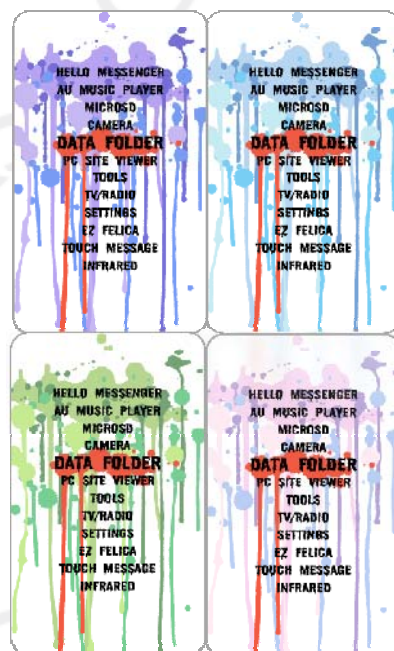 HELLO MESSENGER
AU MUSIC PLAYER
MICROSD
CAMERA
DATA FOLDER
PC SITE VIEWER
TOOLS
TV/RADIO
SETTINGS
EZ FELICA
TOUCH MESSAGE
INFRARED
HELLO MESSENGER
AU MUSIC PLAYER
MICROSD
CAMERA
DATA FOLDER
PC SITE VIEWER
TOOLS
TV/RADIO
SETTINGS
EZ FELICA
TOUCH MESSAGE
INFRARED
HELLO MESSENGER
AU MUSIC PLAYER
MICROSD
CAMERA
DATA FOLDER
PC SITE VIEWER
TOOLS
TV/RADIO
SETTINGS
EZ FELICA
TOUCH MESSAGE
INFRARED
HELLO MESSENGER
AU MUSIC PLAYER
MICROSD
CAMERA
DATA FOLDER
PC SITE VIEWER
TOOLS
TV/RADIO
SETTINGS
EZ FELICA
TOUCH MESSAGE
INFRARED